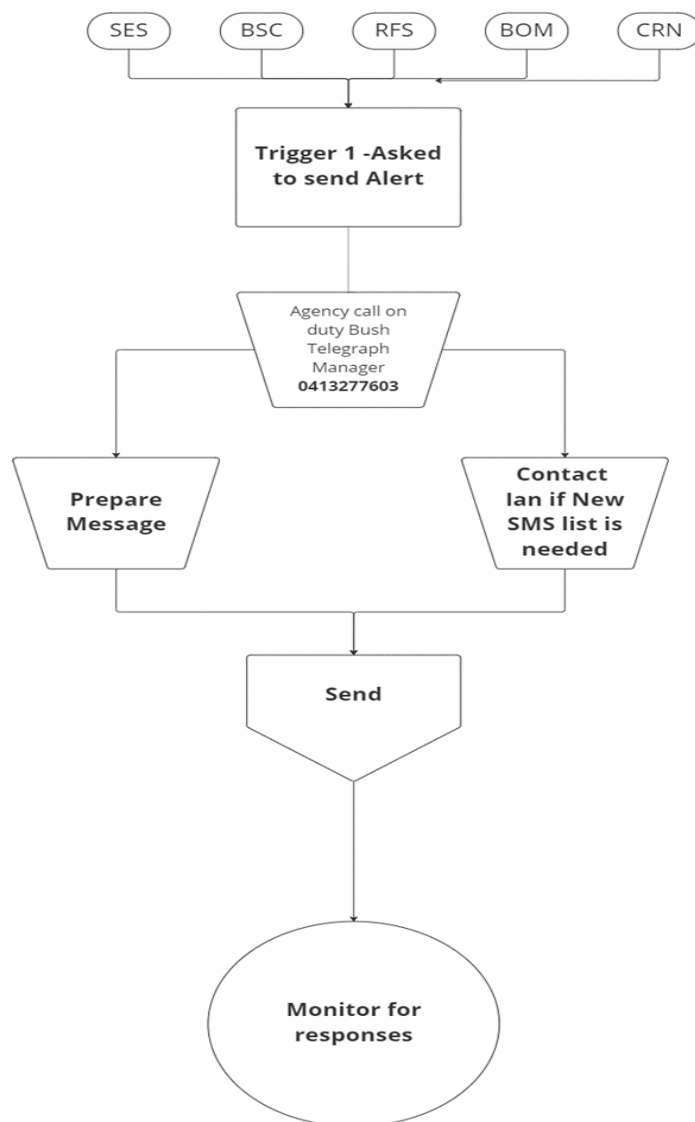 SES
BSC
RFS
BOM
CRN
Trigger 1 -Asked
to send Alert
Agency call on
duty Bush
Telegraph
Manager
0413277603
Prepare
Message
Contact
Ian if New
SMS list is
needed
Send
Monitor for
responses